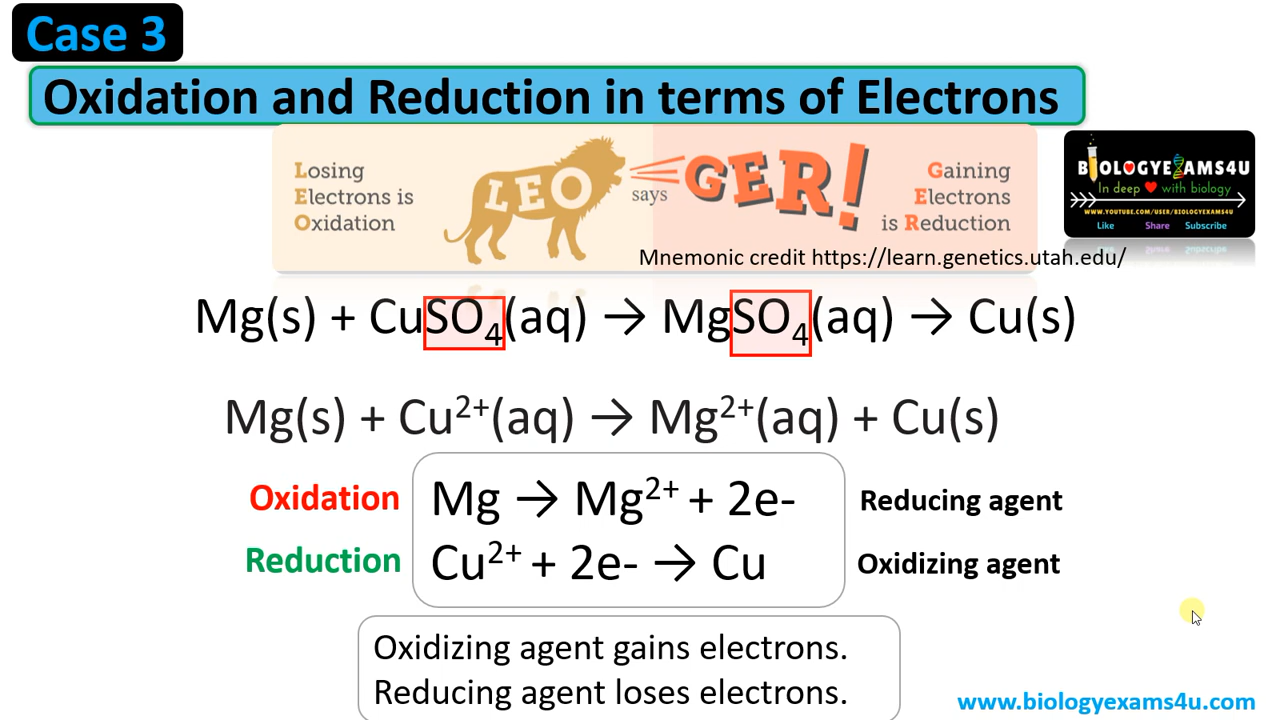 Case 3
Oxidation and Reduction in terms of Electrons
Losing
Electrons is
Oxidation
LEO
says
GER!
Gaining
Electrons
is Reduction
BIOLOGYEXAMS4U
In deep ❤ with biology
WWW.YOUTUBE.COM/USER/BIOLOGYEXAMS4U
Like Share Subscribe
Mnemonic credit https://learn.genetics.utah.edu/
Mg(s) + CuSO₄(aq) → MgSO₄(aq) → Cu(s)
Mg(s) + Cu²⁺(aq) → Mg²⁺(aq) + Cu(s)
Oxidation Mg → Mg²⁺ + 2e- Reducing agent
Reduction Cu²⁺ + 2e- → Cu Oxidizing agent
Oxidizing agent gains electrons.
Reducing agent loses electrons.
www.biologyexams4u.com